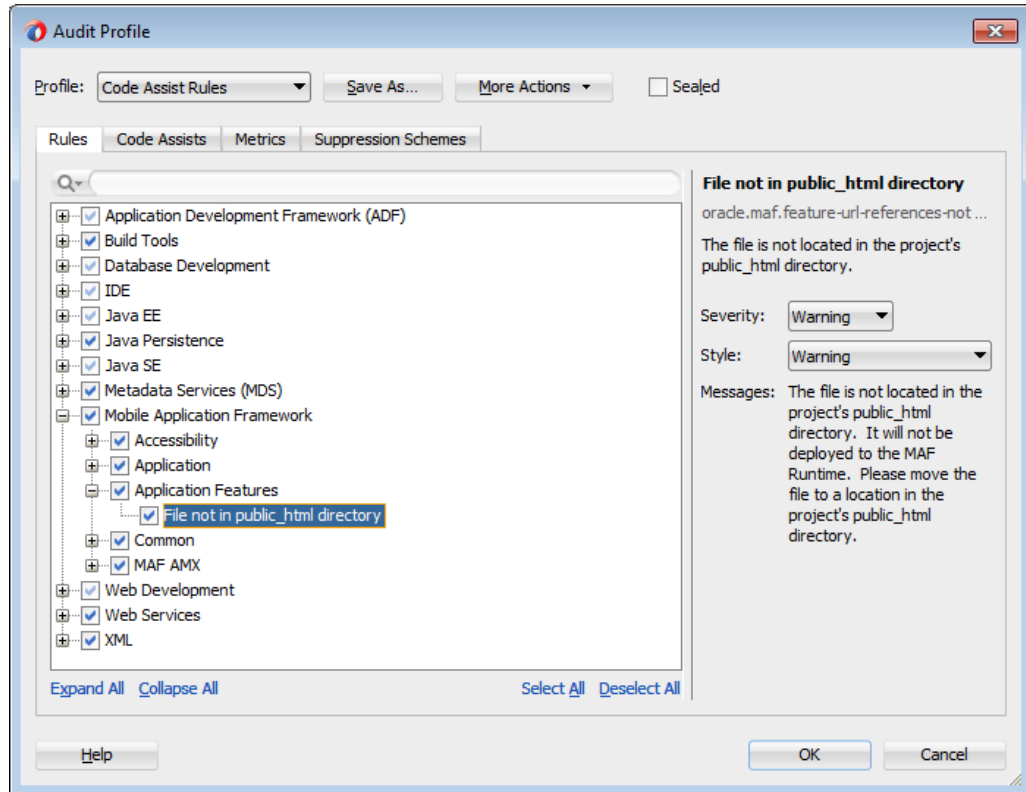 Audit Profile
Profile: Code Assist Rules Save As... More Actions Sealed
Rules Code Assists Metrics Suppression Schemes
Application Development Framework (ADF)
Build Tools
Database Development
IDE
Java EE
Java Persistence
Java SE
Metadata Services (MDS)
Mobile Application Framework
Accessibility
Application
Application Features
File not in public_html directory
Common
MAF AMX
Web Development
Web Services
XML
Expand All Collapse All Select All Deselect All
File not in public_html directory
oracle.maf.feature-url-references-not ...
The file is not located in the project's
public_html directory.
Severity: Warning
Style: Warning
Messages: The file is not located in the
project's public_html
directory. It will not be
deployed to the MAF
Runtime. Please move the
file to a location in the
project's public_html
directory.
Help OK Cancel